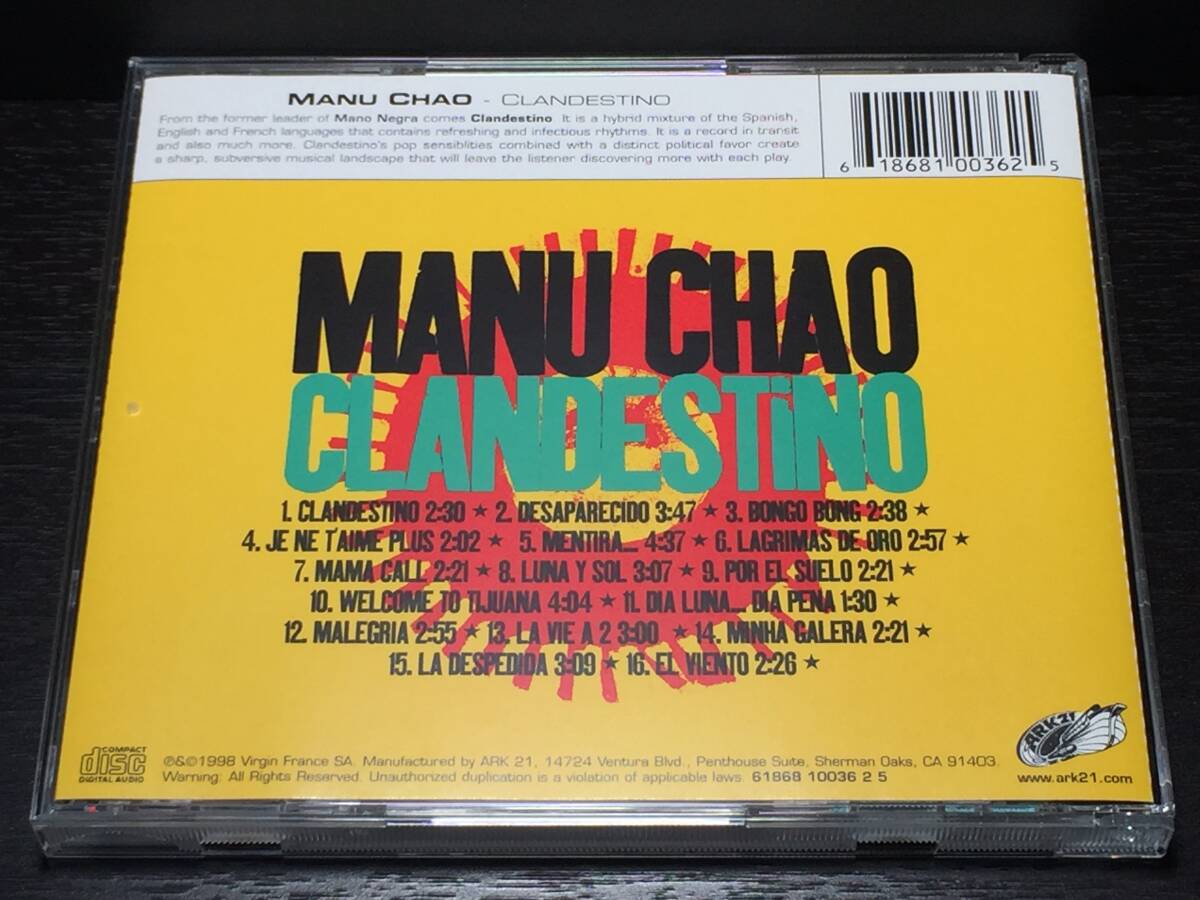 MANU CHAO - CLANDESTINO
From the former leader of Mano Negra comes Clandestino. It is a hybrid mixture of the Spanish,
English and French languages that contains refreshing and infectious rhythms. It is a record in transit
and also much more. Clandestino's pop sensiblities combined with a distinct political favor create
a sharp, subversive musical landscape that will leave the listener discovering more with each play.
6 18681 00362 5
MANU CHAO
CLANDESTiNO
1. CLANDESTINO 2:30 ★ 2. DESAPARECIDO 3:47 ★ 3. BONGO BONG 2:38 ★
4. JE NE T'AIME PLUS 2:02 ★ 5. MENTIRA... 4:37 ★ 6. LAGRIMAS DE ORO 2:57 ★
7. MAMA CALL 2:21 ★ 8. LUNA Y SOL 3:07 ★ 9. POR EL SUELO 2:21 ★
10. WELCOME TO TIJUANA 4:04 ★ 11. DIA LUNA... DIA PENA 1:30 ★
12. MALEGRIA 2:55 ★ 13. LA VIE A 2 3:00 ★ 14. MINHA GALERA 2:21 ★
15. LA DESPEDIDA 3:09 ★ 16. EL VIENTO 2:26 ★
COMPACT
disc
DIGITAL AUDIO
℗&©1998 Virgin France SA. Manufactured by ARK 21, 14724 Ventura Blvd., Penthouse Suite, Sherman Oaks, CA 91403.
Warning: All Rights Reserved. Unauthorized duplication is a violation of applicable laws. 61868 10036 2 5
ARK21
www.ark21.com